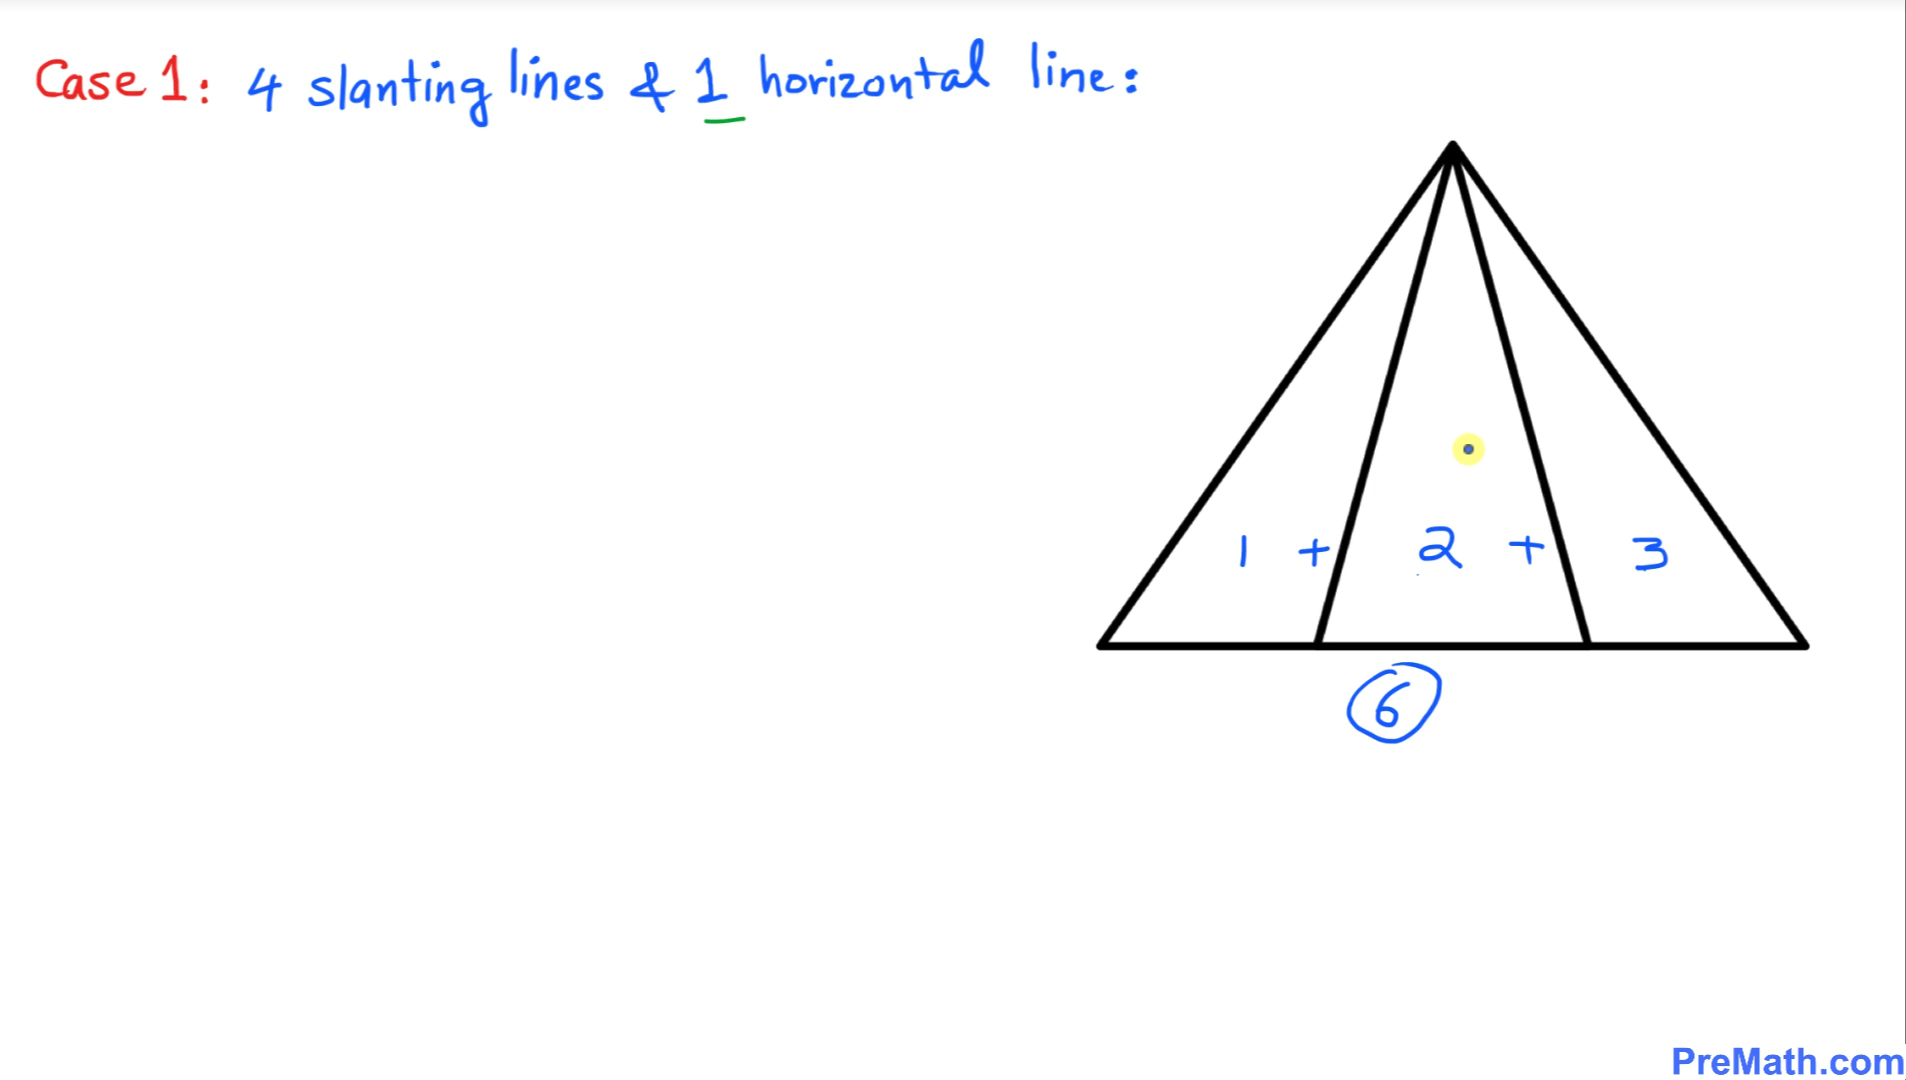 Case 1: 4 slanting lines & 1 horizontal line:
1 + 2 + 3
6
PreMath.com